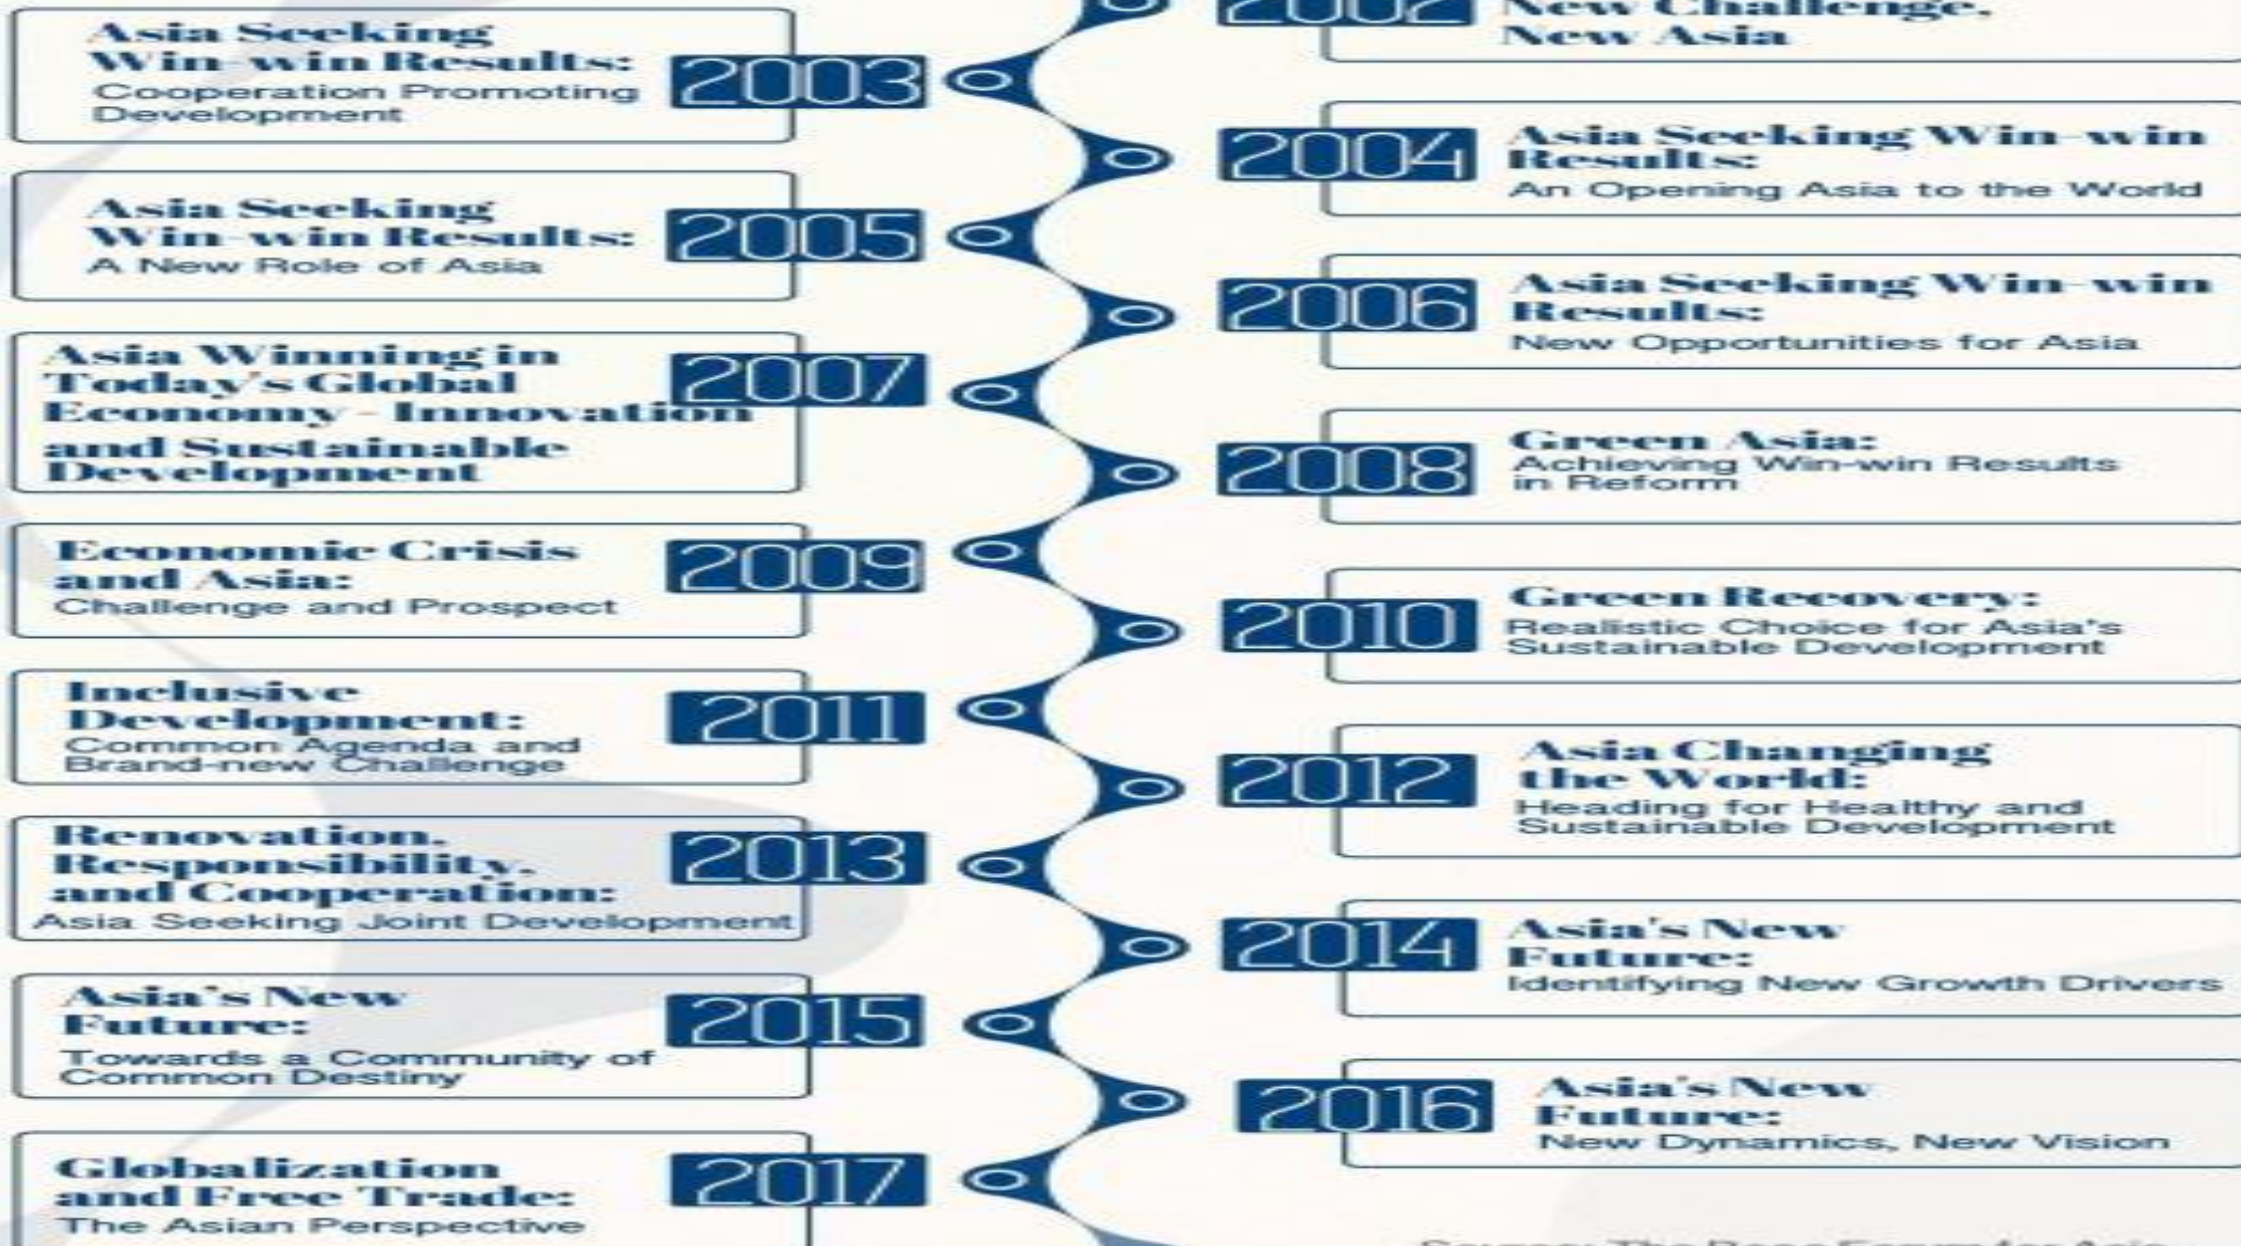 2002
New Challenge,
New Asia
Asia Seeking
Win-win Results:
Cooperation Promoting
Development
2003
2004
Asia Seeking Win-win
Results:
An Opening Asia to the World
Asia Seeking
Win-win Results:
A New Role of Asia
2005
2006
Asia Seeking Win-win
Results:
New Opportunities for Asia
Asia Winning in
Today's Global
Economy - Innovation
and Sustainable
Development
2007
2008
Green Asia:
Achieving Win-win Results
in Reform
Economic Crisis
and Asia:
Challenge and Prospect
2009
2010
Green Recovery:
Realistic Choice for Asia's
Sustainable Development
Inclusive
Development:
Common Agenda and
Brand-new Challenge
2011
2012
Asia Changing
the World:
Heading for Healthy and
Sustainable Development
Renovation,
Responsibility,
and Cooperation:
Asia Seeking Joint Development
2013
2014
Asia's New
Future:
Identifying New Growth Drivers
Asia's New
Future:
Towards a Community of
Common Destiny
2015
2016
Asia's New
Future:
New Dynamics, New Vision
Globalization
and Free Trade:
The Asian Perspective
2017